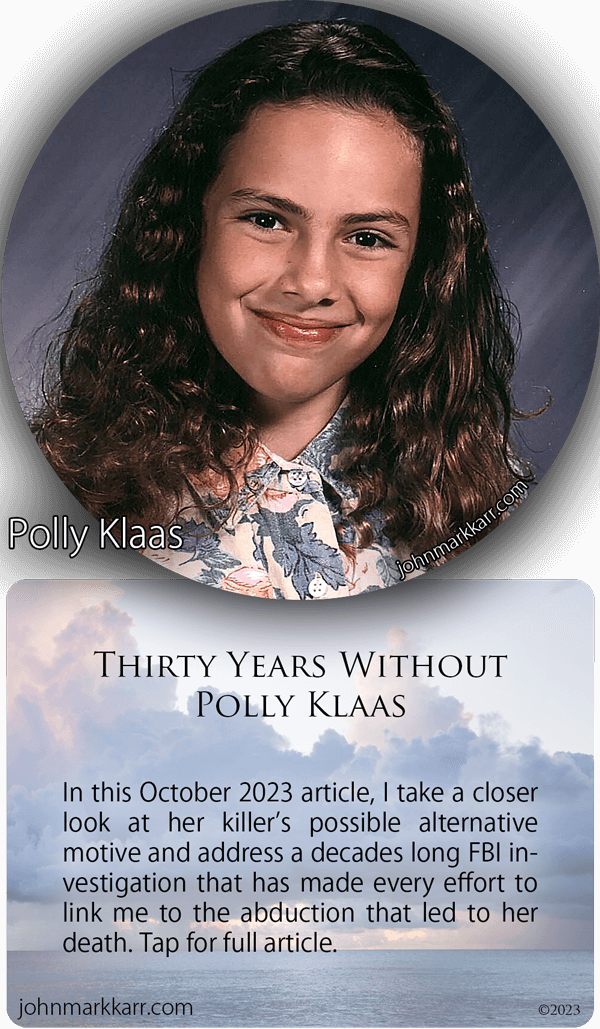 Polly Klaas
johnmarkkarr.com
Thirty Years Without
Polly Klaas
In this October 2023 article, I take a closer
look at her killer's possible alternative
motive and address a decades long FBI in-
vestigation that has made every effort to
link me to the abduction that led to her
death. Tap for full article.
johnmarkkarr.com
©2023